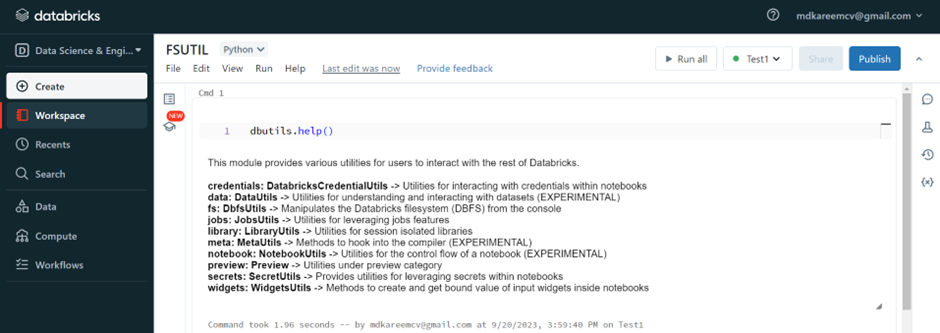 databricks
mdkareemcv@gmail.com
D Data Science & Engi...
Create
Workspace
Recents
Search
Data
Compute
Workflows
FSUTIL Python
File Edit View Run Help Last edit was now Provide feedback
Run all
Test1
Share
Publish
NEW
Cmd 1
1 dbutils.help()
This module provides various utilities for users to interact with the rest of Databricks.
credentials: DatabricksCredentialUtils -> Utilities for interacting with credentials within notebooks
data: DataUtils -> Utilities for understanding and interacting with datasets (EXPERIMENTAL)
fs: DbfsUtils -> Manipulates the Databricks filesystem (DBFS) from the console
jobs: JobsUtils -> Utilities for leveraging jobs features
library: LibraryUtils -> Utilities for session isolated libraries
meta: MetaUtils -> Methods to hook into the compiler (EXPERIMENTAL)
notebook: NotebookUtils -> Utilities for the control flow of a notebook (EXPERIMENTAL)
preview: Preview -> Utilities under preview category
secrets: SecretUtils -> Provides utilities for leveraging secrets within notebooks
widgets: WidgetsUtils -> Methods to create and get bound value of input widgets inside notebooks
Command took 1.96 seconds -- by mdkareemcv@gmail.com at 9/20/2023, 3:59:40 PM on Test1